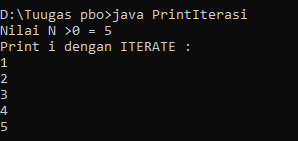 D:\Tuugas pbo>java PrintIterasi
Nilai N >0 = 5
Print i dengan ITERATE :
1
2
3
4
5